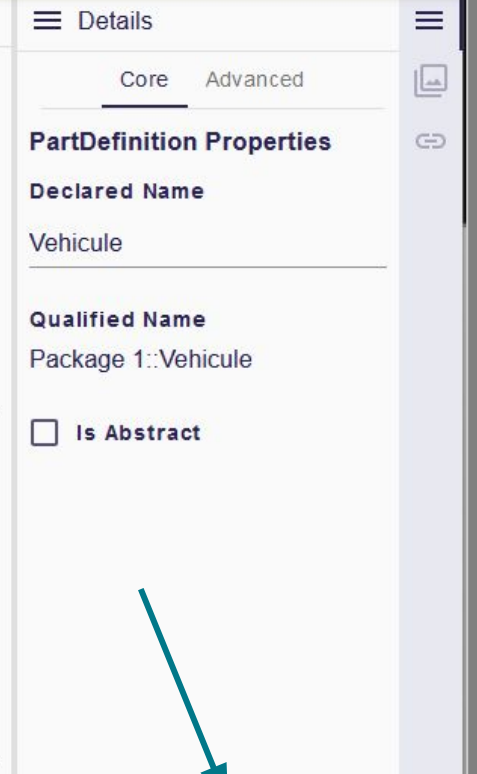 Details
Core Advanced
PartDefinition Properties
Declared Name
Vehicule
Qualified Name
Package 1::Vehicule
Is Abstract